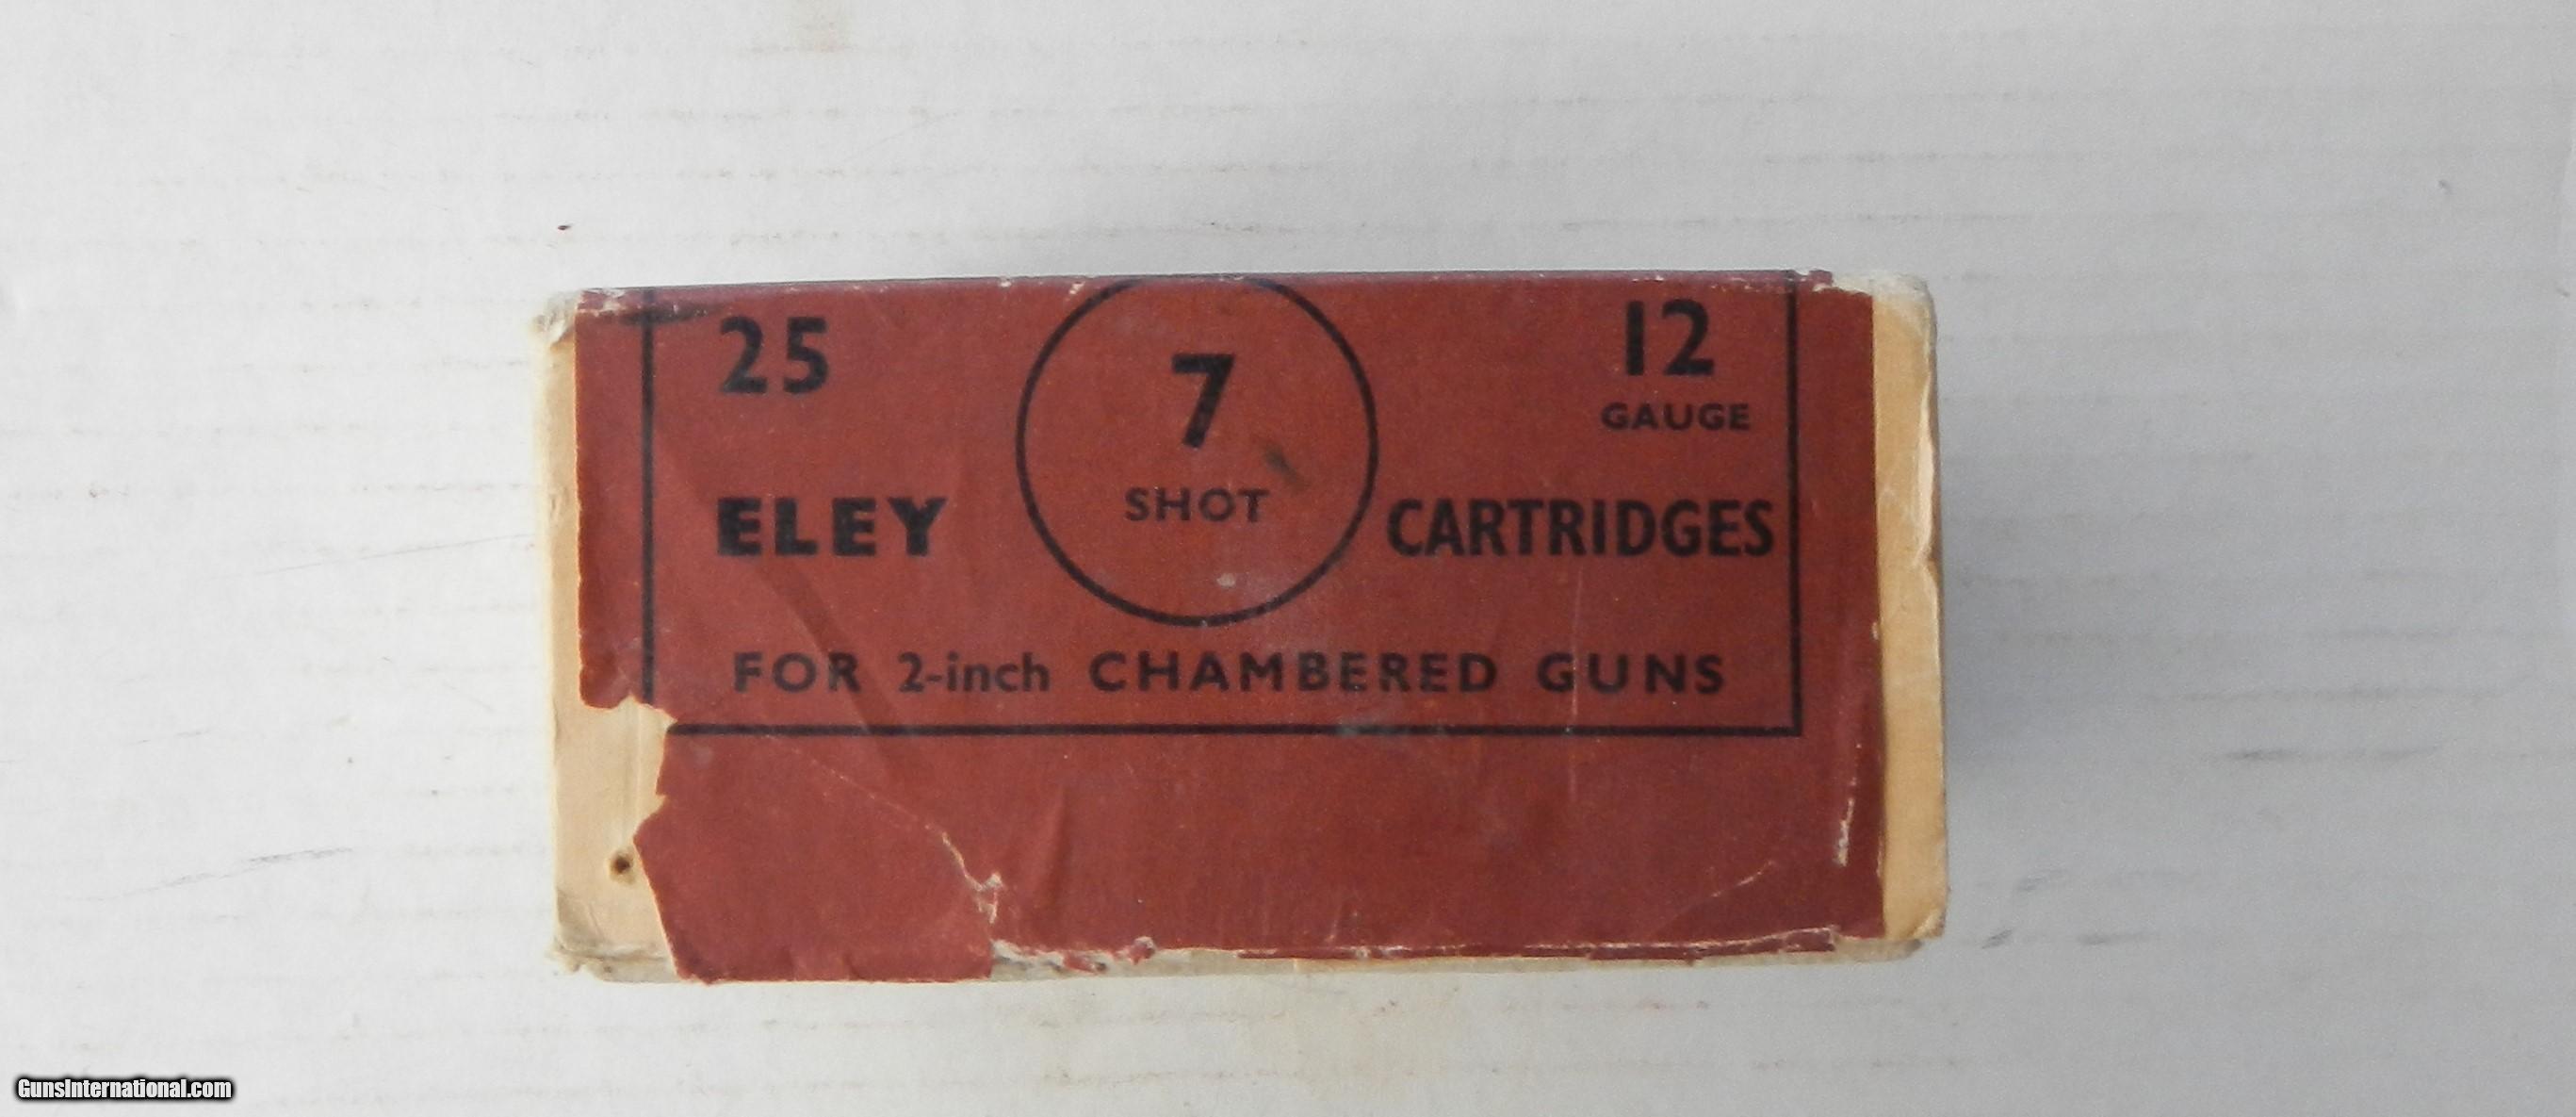 25 7 12
SHOT GAUGE
ELEY CARTRIDGES
FOR 2-inch CHAMBERED GUNS
GunsInternational.com